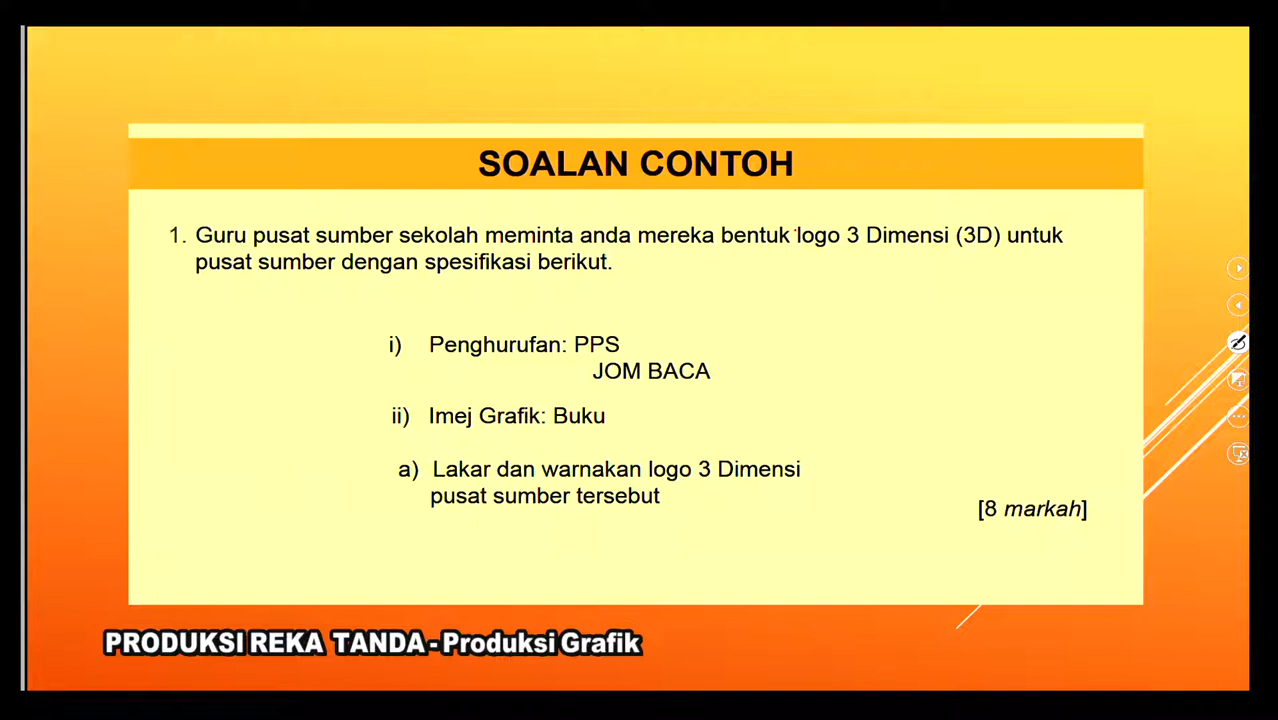 SOALAN CONTOH
1. Guru pusat sumber sekolah meminta anda mereka bentuk logo 3 Dimensi (3D) untuk
pusat sumber dengan spesifikasi berikut.
i) Penghurufan: PPS
JOM BACA
ii) Imej Grafik: Buku
a) Lakar dan warnakan logo 3 Dimensi
pusat sumber tersebut
[8 markah]
PRODUKSI REKA TANDA - Produksi Grafik